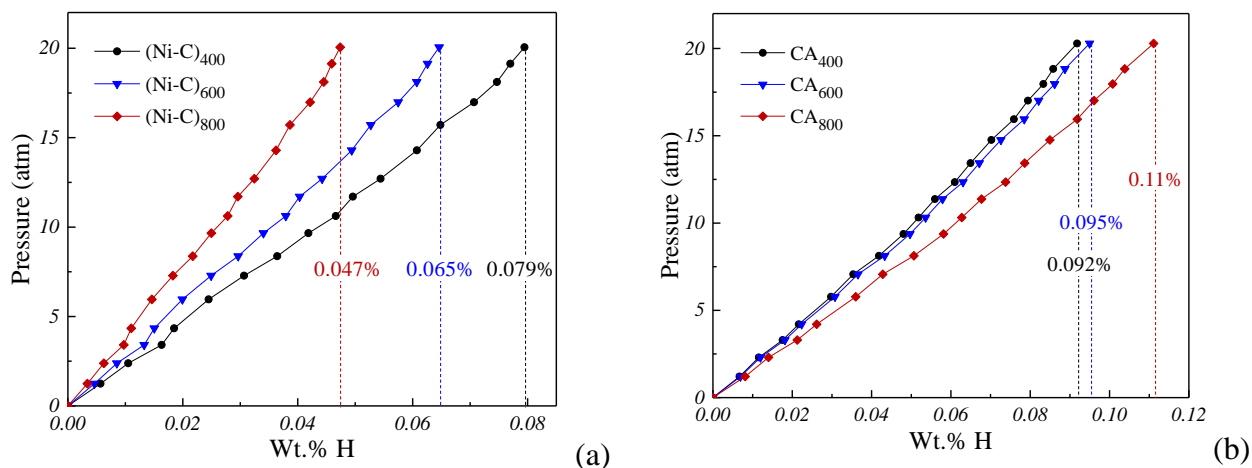 (Ni-C)400
(Ni-C)600
(Ni-C)800
Pressure (atm)
20
15
10
5
0
0.047%
0.065%
0.079%
0.00
0.02
0.04
0.06
0.08
Wt.% H
(a)
CA400
CA600
CA800
Pressure (atm)
20
15
10
5
0
0.11%
0.095%
0.092%
0.00
0.02
0.04
0.06
0.08
0.10
0.12
Wt.% H
(b)